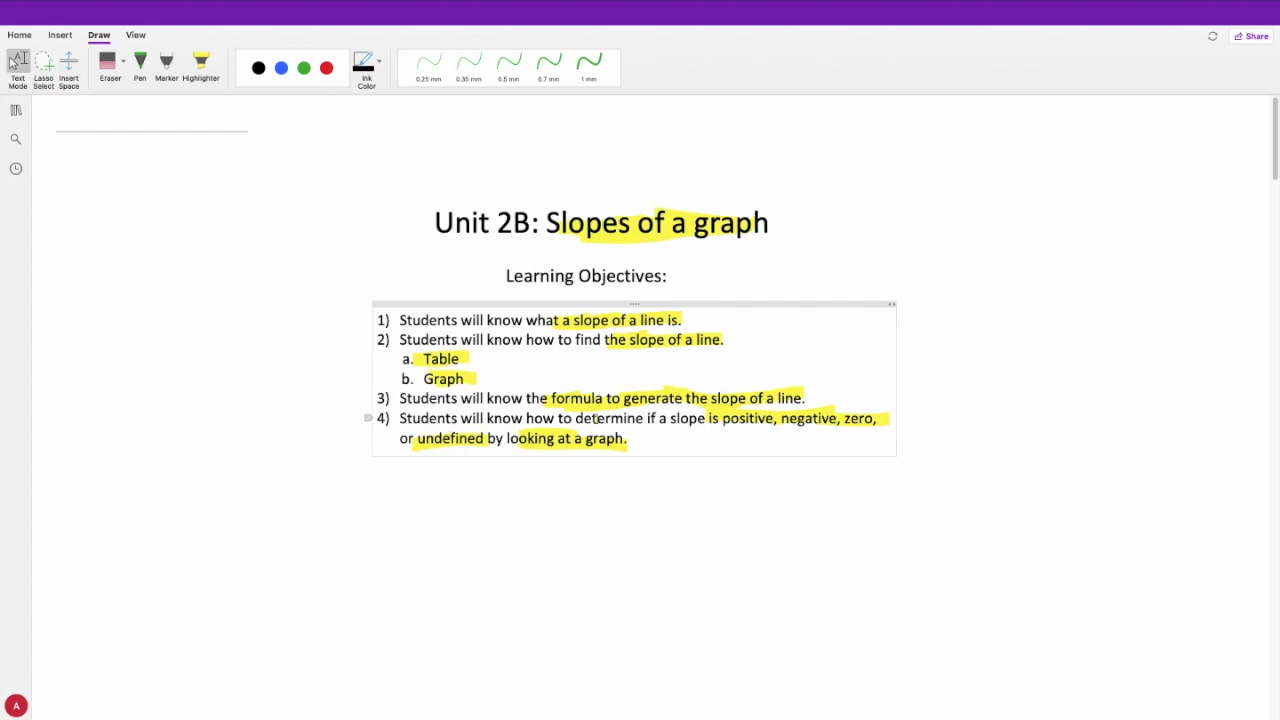 Home Insert Draw View
Share
Text Mode
Lasso Select
Insert Space
Eraser
Pen
Marker
Highlighter
Ink Color
0.25 mm
0.35 mm
0.5 mm
0.7 mm
1 mm
Unit 2B: Slopes of a graph
Learning Objectives:
1) Students will know what a slope of a line is.
2) Students will know how to find the slope of a line.
a. Table
b. Graph
3) Students will know the formula to generate the slope of a line.
4) Students will know how to determine if a slope is positive, negative, zero,
or undefined by looking at a graph.
A